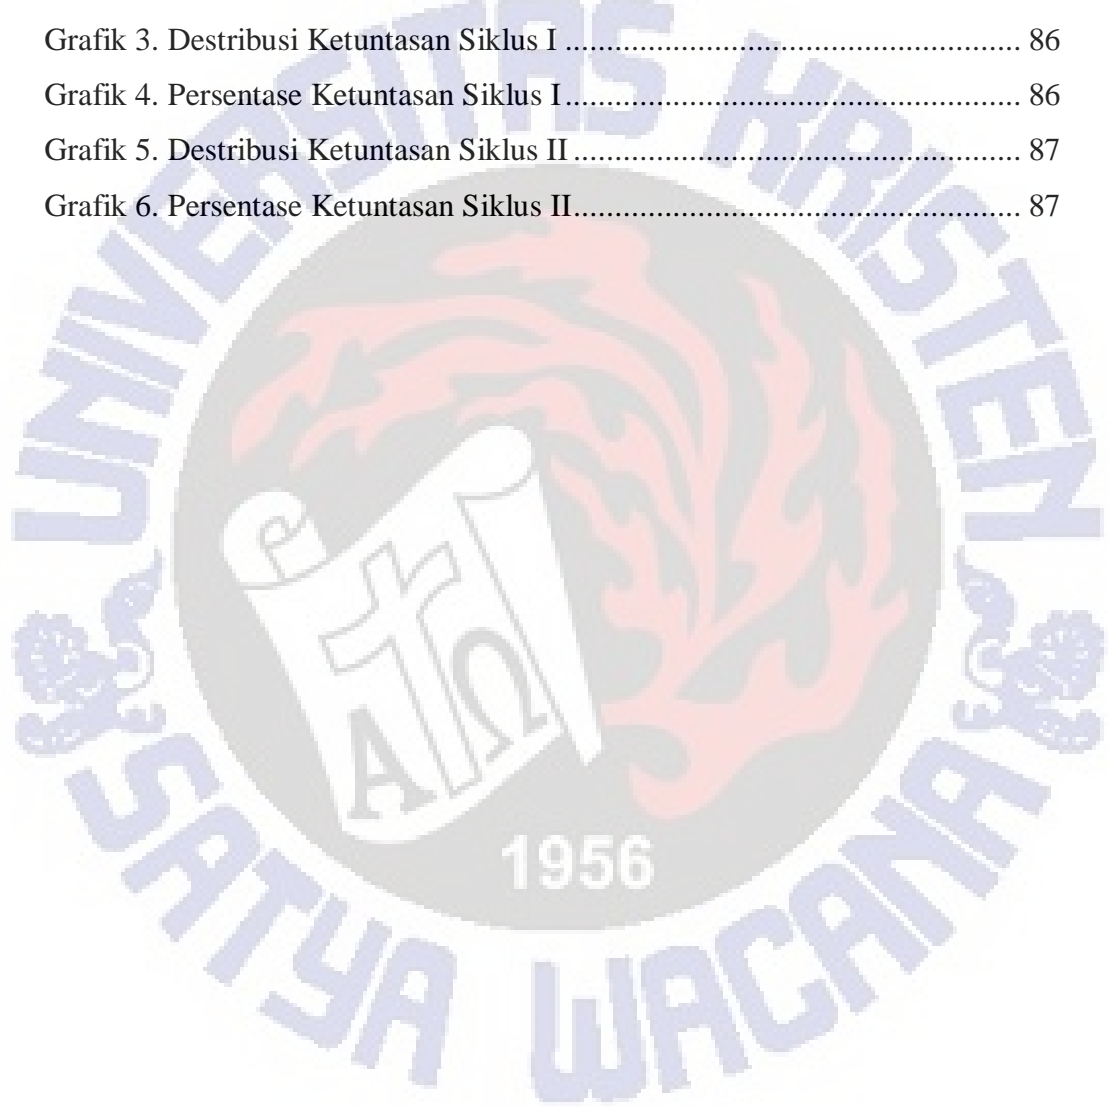 Grafik 3. Destribusi Ketuntasan Siklus I ....................................................... 86
Grafik 4. Persentase Ketuntasan Siklus I ....................................................... 86
Grafik 5. Destribusi Ketuntasan Siklus II ...................................................... 87
Grafik 6. Persentase Ketuntasan Siklus II...................................................... 87
UNIVERSITAS KRISTEN
Α Ω
1956
SATYA WACANA